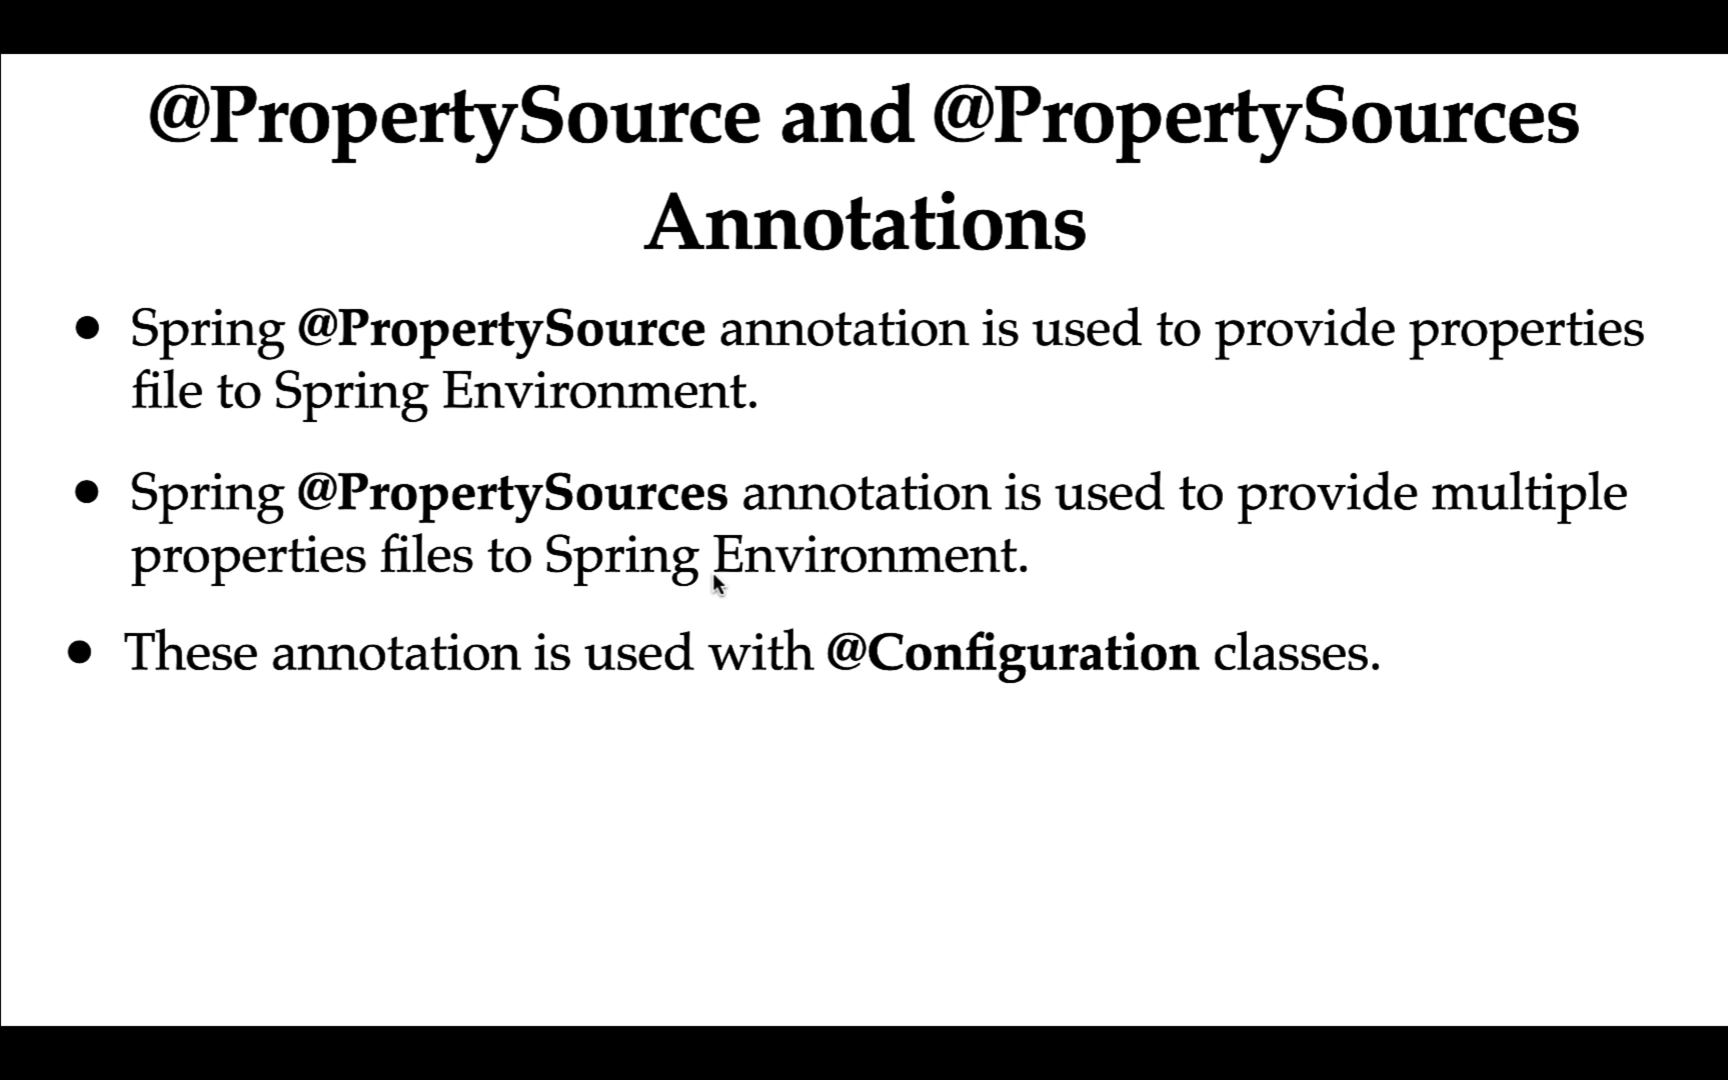 @PropertySource and @PropertySources
Annotations
• Spring @PropertySource annotation is used to provide properties
file to Spring Environment.
• Spring @PropertySources annotation is used to provide multiple
properties files to Spring Environment.
• These annotation is used with @Configuration classes.